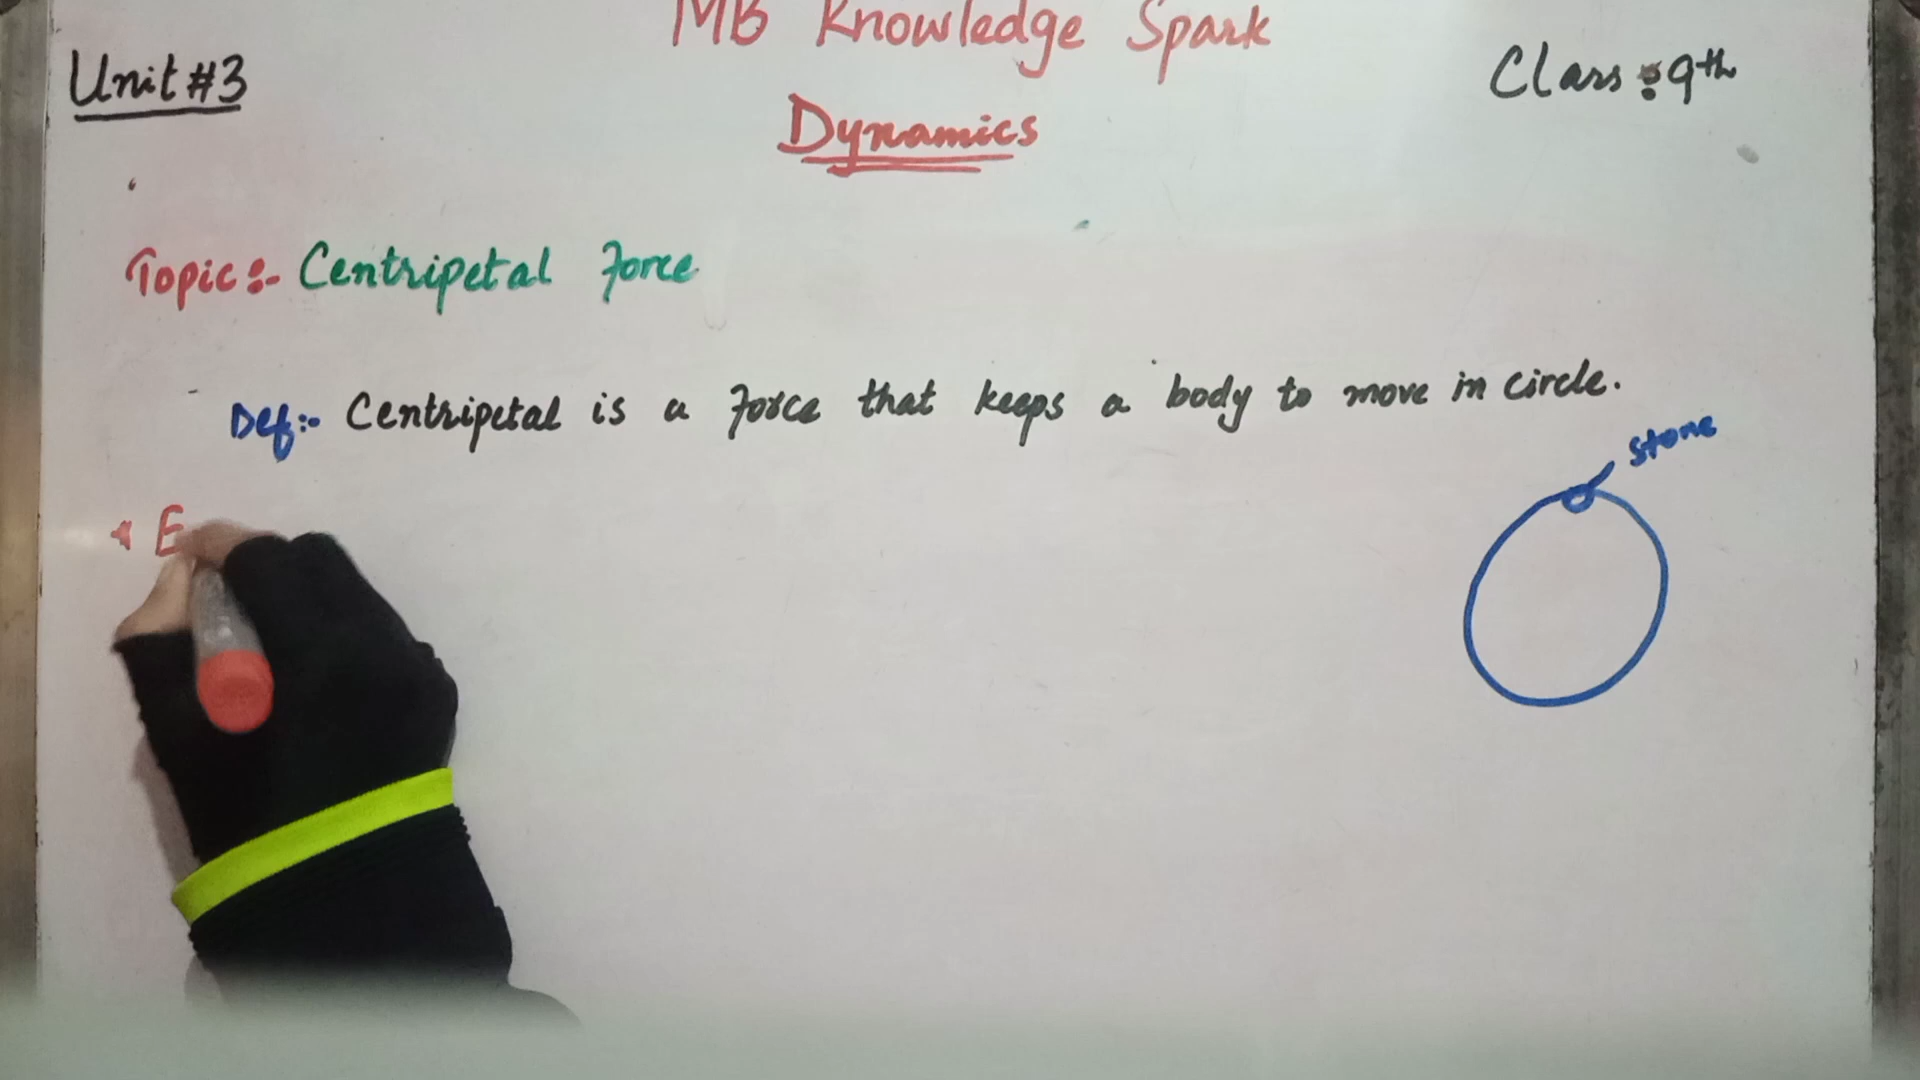 MB Knowledge Spark
Unit #3
Class : 9th
Dynamics
Topic:- Centripetal Force
Def:- Centripetal is a Force that keeps a body to move in circle.
stone
E